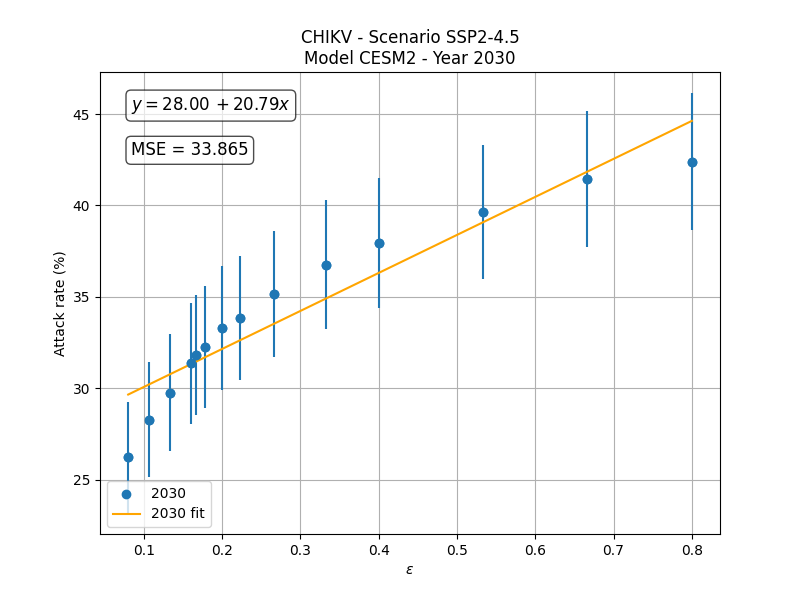 CHIKV - Scenario SSP2-4.5
Model CESM2 - Year 2030
y = 28.00 + 20.79x
MSE = 33.865
45
40
35
30
25
Attack rate (%)
2030
2030 fit
0.1 0.2 0.3 0.4 0.5 0.6 0.7 0.8
ε